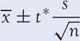 x̄ ± t* s/√n